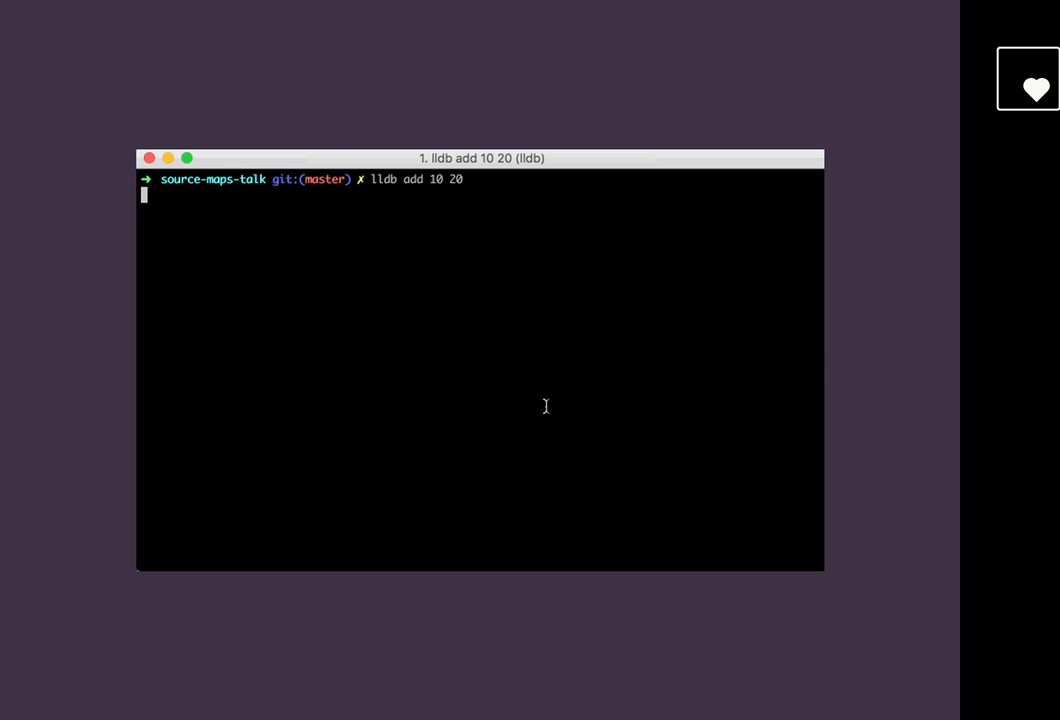 1. lldb add 10 20 (lldb)
➜ source-maps-talk git:(master) ✗ lldb add 10 20